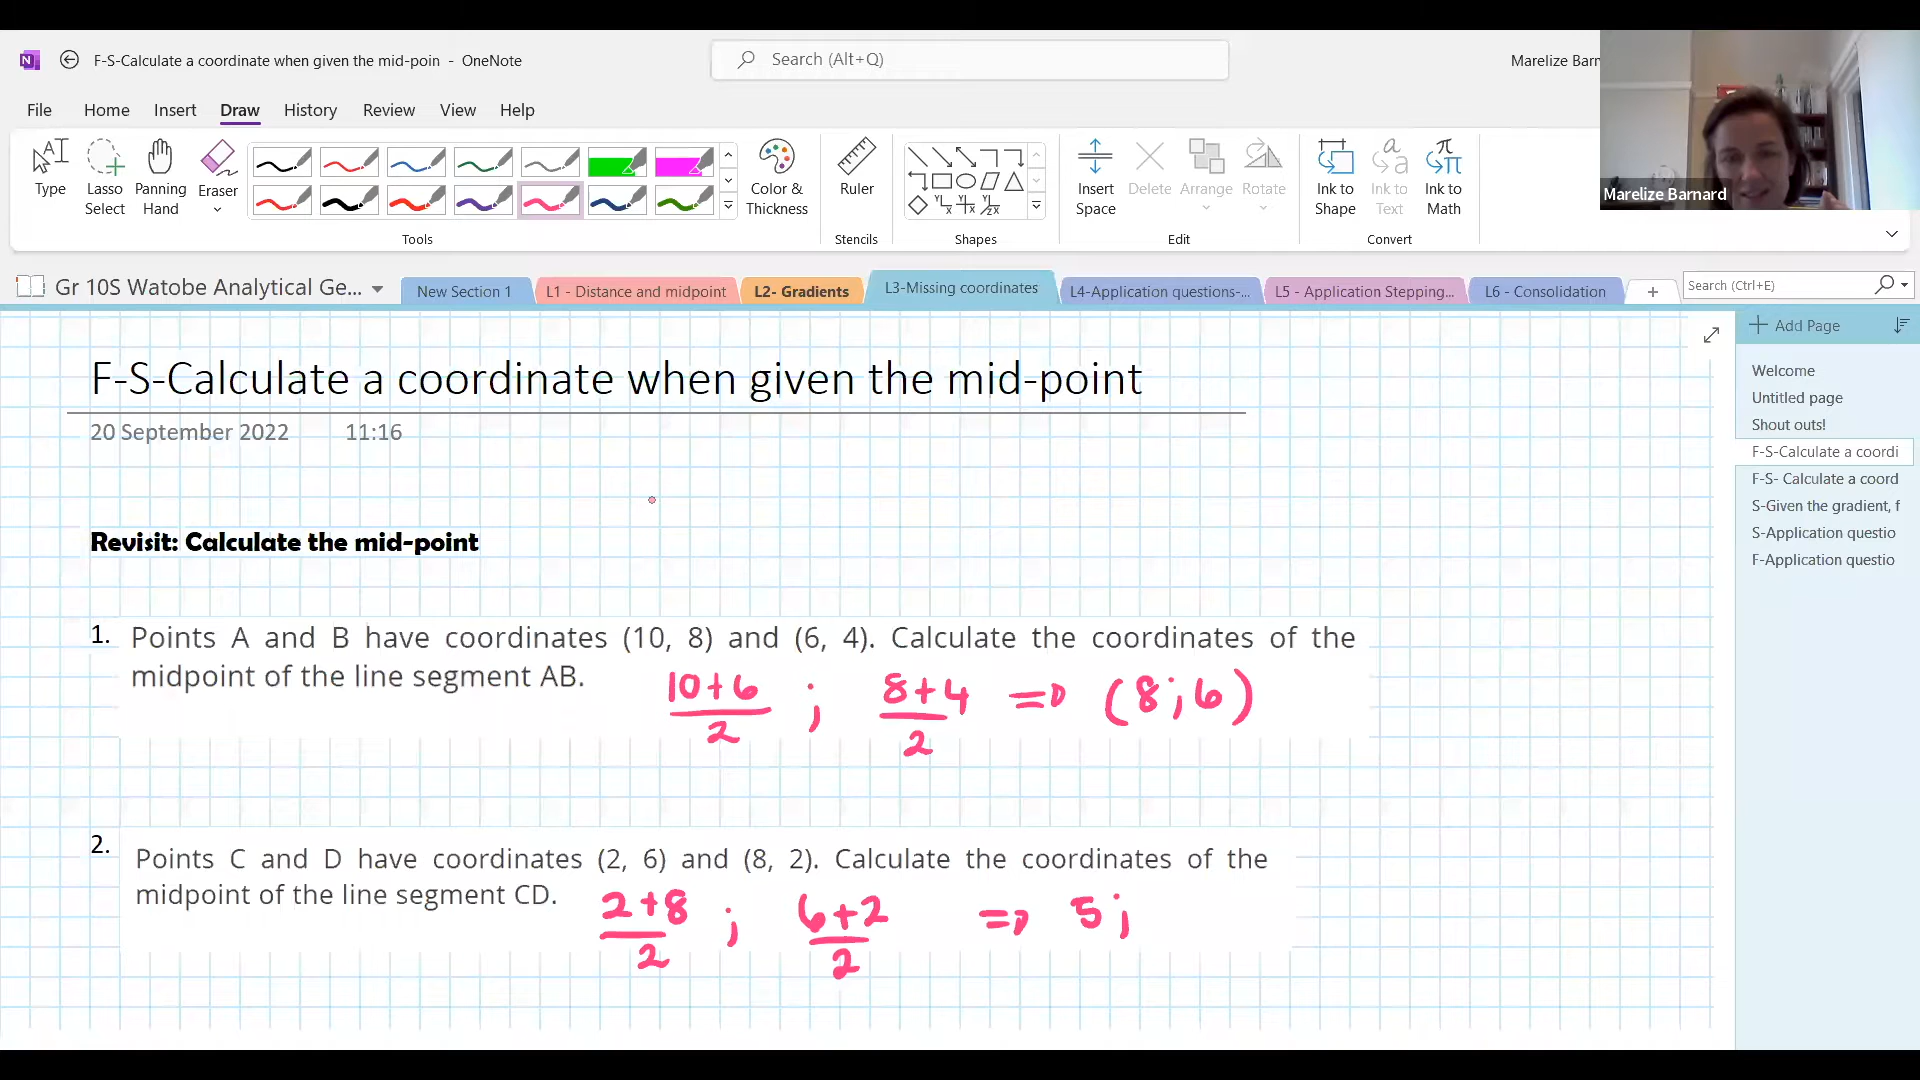 F-S-Calculate a coordinate when given the mid-poin - OneNote
Search (Alt+Q)
Marelize Barn
File Home Insert Draw History Review View Help
Type
Lasso Select
Panning Hand
Eraser
Color & Thickness
Ruler
Insert Space
Delete
Arrange
Rotate
Ink to Shape
Ink to Text
Ink to Math
Marelize Barnard
Tools Stencils Shapes Edit Convert
Gr 10S Watobe Analytical Ge...
New Section 1
L1 - Distance and midpoint
L2- Gradients
L3-Missing coordinates
L4-Application questions-...
L5 - Application Stepping...
L6 - Consolidation
Search (Ctrl+E)
F-S-Calculate a coordinate when given the mid-point
20 September 2022 11:16
Revisit: Calculate the mid-point
1. Points A and B have coordinates (10, 8) and (6, 4). Calculate the coordinates of the
midpoint of the line segment AB.
10+6/2 ; 8+4/2 => (8;6)
2. Points C and D have coordinates (2, 6) and (8, 2). Calculate the coordinates of the
midpoint of the line segment CD.
2+8/2 ; 6+2/2 => 5;
Add Page
Welcome
Untitled page
Shout outs!
F-S-Calculate a coordi
F-S- Calculate a coord
S-Given the gradient, f
S-Application questio
F-Application questio